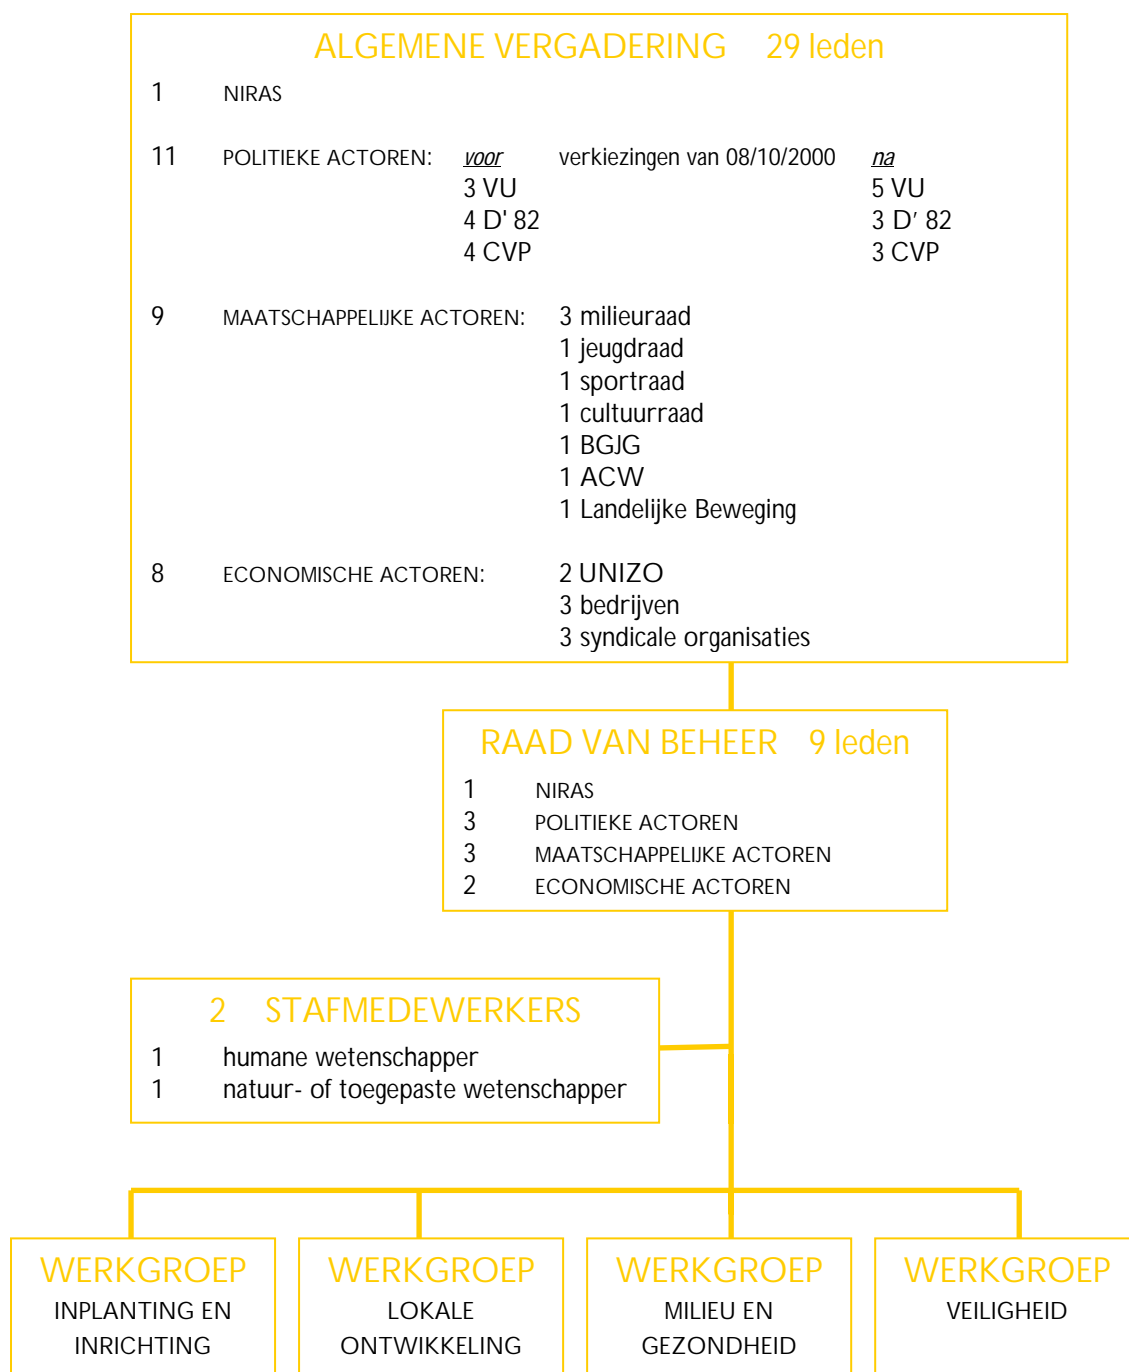 ALGEMENE VERGADERING 29 leden
1 NIRAS
11 POLITIEKE ACTOREN: voor verkiezingen van 08/10/2000 na
3 VU 5 VU
4 D' 82 3 D' 82
4 CVP 3 CVP
9 MAATSCHAPPELIJKE ACTOREN: 3 milieuraad
1 jeugdraad
1 sportraad
1 cultuurraad
1 BGJG
1 ACW
1 Landelijke Beweging
8 ECONOMISCHE ACTOREN: 2 UNIZO
3 bedrijven
3 syndicale organisaties
RAAD VAN BEHEER 9 leden
1 NIRAS
3 POLITIEKE ACTOREN
3 MAATSCHAPPELIJKE ACTOREN
2 ECONOMISCHE ACTOREN
2 STAFMEDEWERKERS
1 humane wetenschapper
1 natuur- of toegepaste wetenschapper
WERKGROEP
INPLANTING EN
INRICHTING
WERKGROEP
LOKALE
ONTWIKKELING
WERKGROEP
MILIEU EN
GEZONDHEID
WERKGROEP
VEILIGHEID